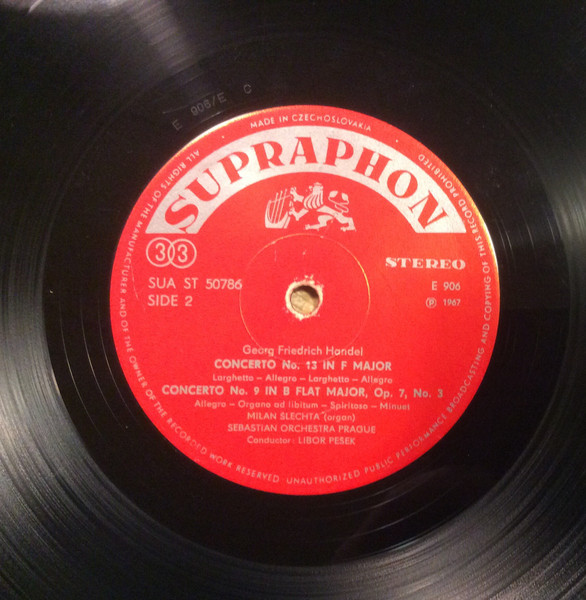 E 906/E C
MADE IN CZECHOSLOVAKIA
SUPRAPHON
33
STEREO
SUA ST 50786
E 906
SIDE 2
Ⓟ 1967
Georg Friedrich Handel
CONCERTO No. 13 IN F MAJOR
Larghetto – Allegro – Larghetto – Allegro
CONCERTO No. 9 IN B FLAT MAJOR, Op. 7, No. 3
Allegro – Organo ad libitum – Spiritoso – Minuet
MILAN ŠLECHTA (organ)
SEBASTIAN ORCHESTRA PRAGUE
Conductor: LIBOR PEŠEK
ALL RIGHTS OF THE MANUFACTURER AND OF THE OWNER OF THE RECORDED WORK RESERVED · UNAUTHORIZED PUBLIC PERFORMANCE BROADCASTING AND COPYING OF THIS RECORD PROHIBITED